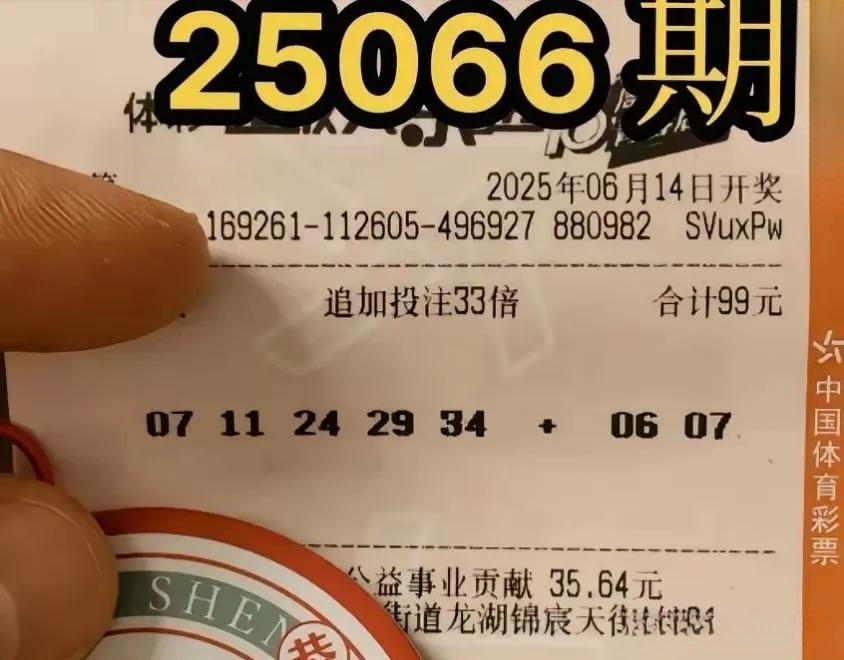 25066期
2025年06月14日开奖
169261-112605-496927 880982 SVuxPw
追加投注33倍 合计99元
07 11 24 29 34 + 06 07
公益事业贡献 35.64元
街道龙湖锦宸天街
SHEN
恭
中国体育彩票